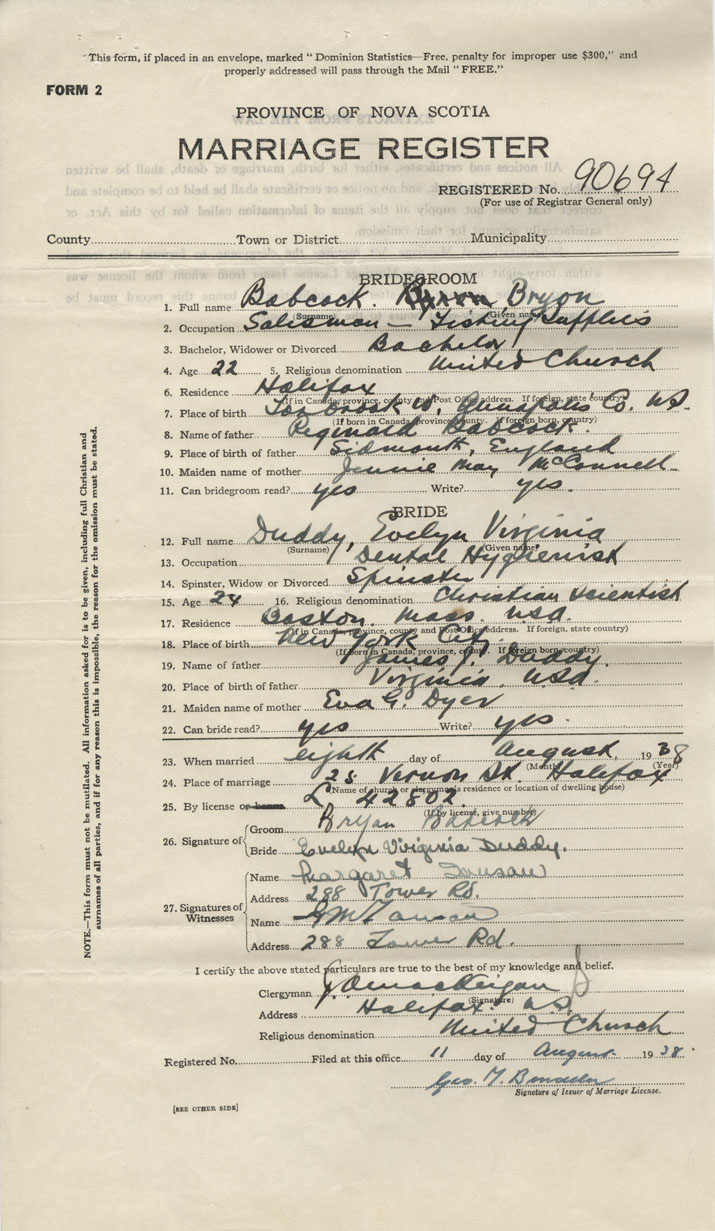 This form, if placed in an envelope, marked "Dominion Statistics—Free, penalty for improper use $300," and
properly addressed will pass through the Mail "FREE."
FORM 2
PROVINCE OF NOVA SCOTIA
MARRIAGE REGISTER
REGISTERED No. 90694
(For use of Registrar General only)
County Town or District Municipality
BRIDEGROOM
1. Full name Babcock. Bryon
(Surname) (Given name)
2. Occupation Salesman – Fishing Supplies
3. Bachelor, Widower or Divorced Bachelor
4. Age 22 5. Religious denomination United Church
6. Residence Halifax
(If in Canada, province, county and Post Office address. If foreign, state country)
7. Place of birth Torbrook W, Annapolis Co. N.S.
(If born in Canada, province, county. If foreign born, country)
8. Name of father Reginald Babcock.
9. Place of birth of father Sidmouth, England
10. Maiden name of mother Jennie May McConnell
11. Can bridegroom read? yes Write? yes.
BRIDE
12. Full name Duddy, Evelyn Virginia
(Surname) (Given name)
13. Occupation Dental Hygienist
14. Spinster, Widow or Divorced Spinster
15. Age 24 16. Religious denomination Christian Scientist
17. Residence Boston. Mass. USA.
(If in Canada, province, county and Post Office address. If foreign, state country)
18. Place of birth New York City.
(If born in Canada, province, county. If foreign born, country)
19. Name of father James J. Duddy.
20. Place of birth of father Virginia, USA.
21. Maiden name of mother Eva G. Dyer
22. Can bride read? yes Write? yes.
23. When married eighth day of August, 1938
(Month) (Year)
24. Place of marriage 25 Vernon St. Halifax
(Name of church or clergyman's residence or location of dwelling house)
25. By license or banns L 42802.
(If by license, give number)
26. Signature of
Groom Bryan Babcock
Bride Evelyn Virginia Duddy.
27. Signatures of Witnesses
Name Margaret
Address 288 Tower Rd.
Name
Address 288 Tower Rd.
I certify the above stated particulars are true to the best of my knowledge and belief.
Clergyman
(Signature)
Address Halifax. N.S.
Religious denomination United Church
Registered No. Filed at this office 11 day of August 1938.
Geo.
Signature of Issuer of Marriage License.
[SEE OTHER SIDE]
NOTE.—This form must not be mutilated. All information asked for is to be given, including full Christian and
surnames of all parties, and if for any reason this is impossible, the reason for the omission must be stated.